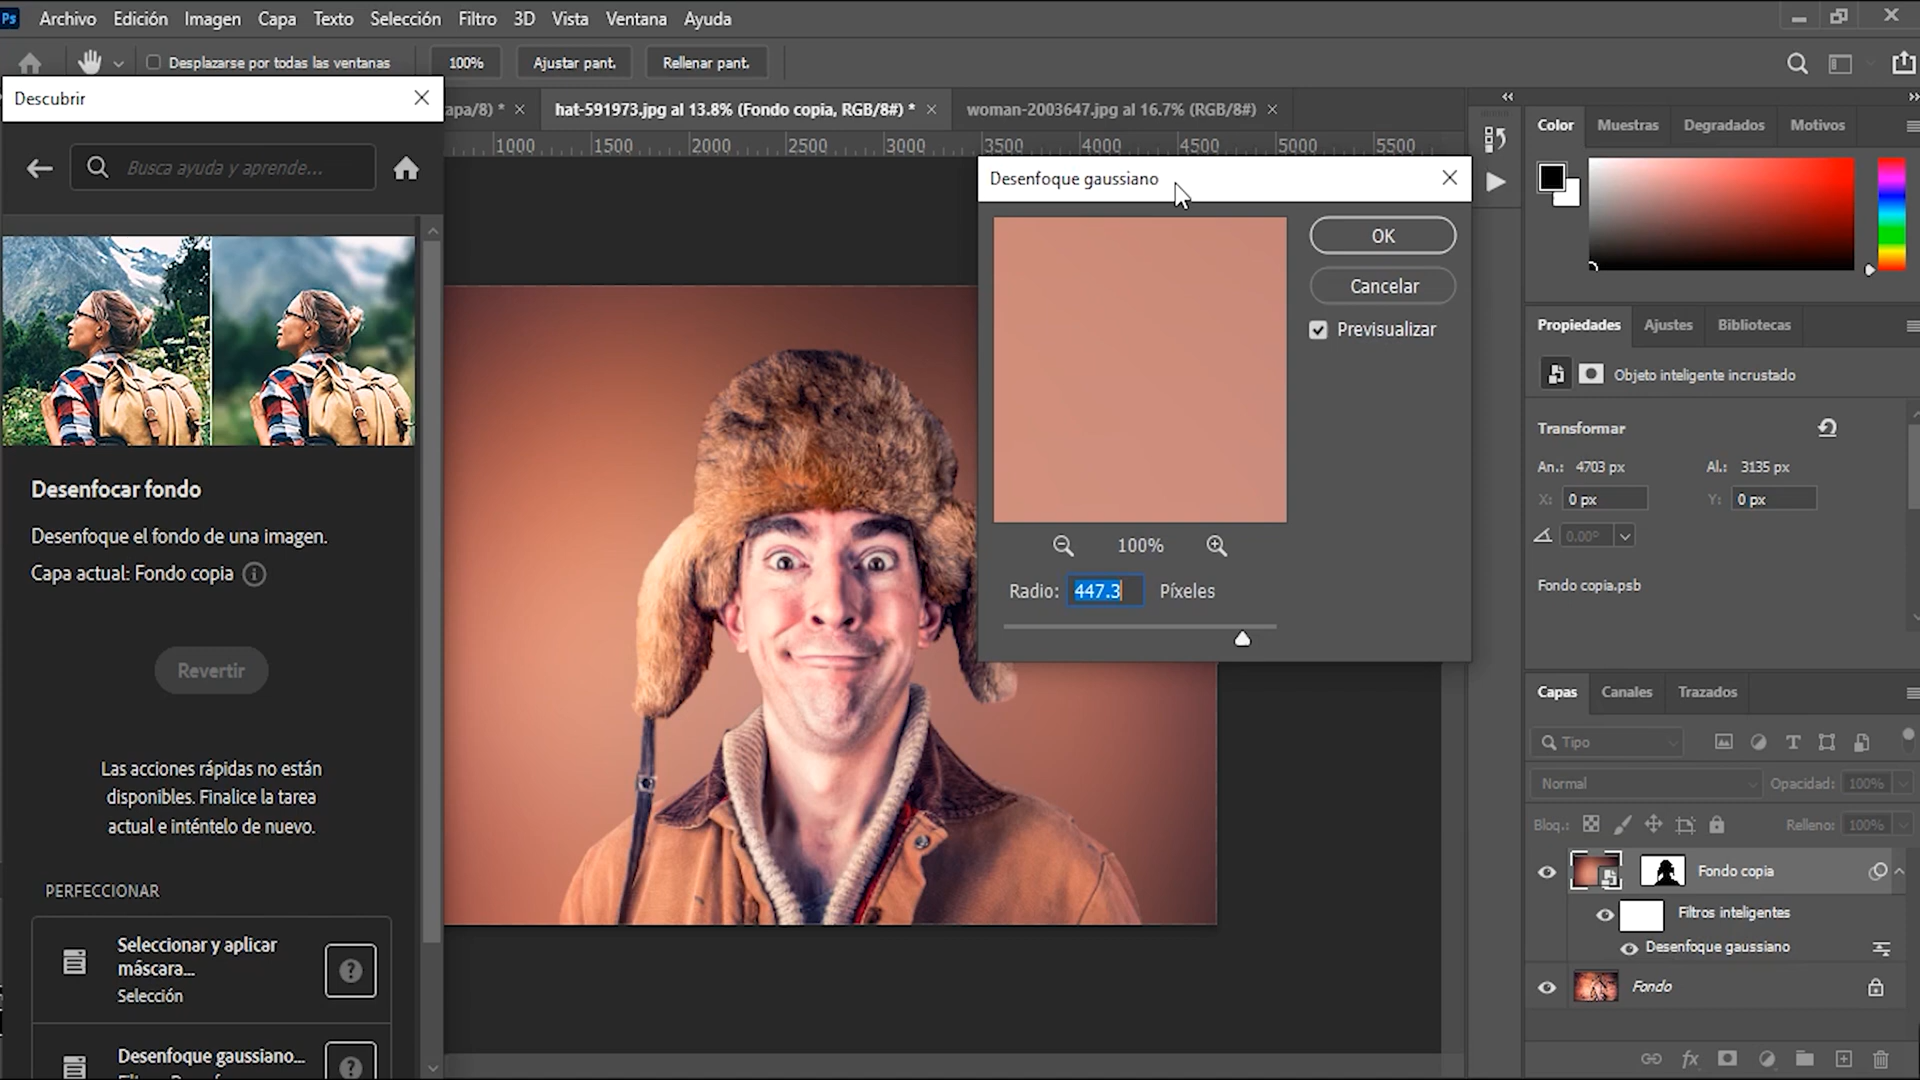 Ps Archivo Edición Imagen Capa Texto Selección Filtro 3D Vista Ventana Ayuda
Desplazarse por todas las ventanas 100% Ajustar pant. Rellenar pant.
Descubrir
apa/8) * × hat-591973.jpg al 13.8% (Fondo copia, RGB/8#) * × woman-2003647.jpg al 16.7% (RGB/8#) ×
1000 1500 2000 2500 3000 3500 4000 4500 5000 5500
Busca ayuda y aprende...
Desenfocar fondo
Desenfoque el fondo de una imagen.
Capa actual: Fondo copia
Revertir
Las acciones rápidas no están
disponibles. Finalice la tarea
actual e inténtelo de nuevo.
PERFECCIONAR
Seleccionar y aplicar
máscara...
Selección
Desenfoque gaussiano...
Desenfoque gaussiano
OK
Cancelar
Previsualizar
100%
Radio: 447.3 Píxeles
Color Muestras Degradados Motivos
Propiedades Ajustes Bibliotecas
Objeto inteligente incrustado
Transformar
An.: 4703 px Al.: 3135 px
X: 0 px Y: 0 px
0.00°
Fondo copia.psb
Capas Canales Trazados
Tipo
Normal Opacidad: 100%
Bloq.: Relleno: 100%
Fondo copia
Filtros inteligentes
Desenfoque gaussiano
Fondo
fx